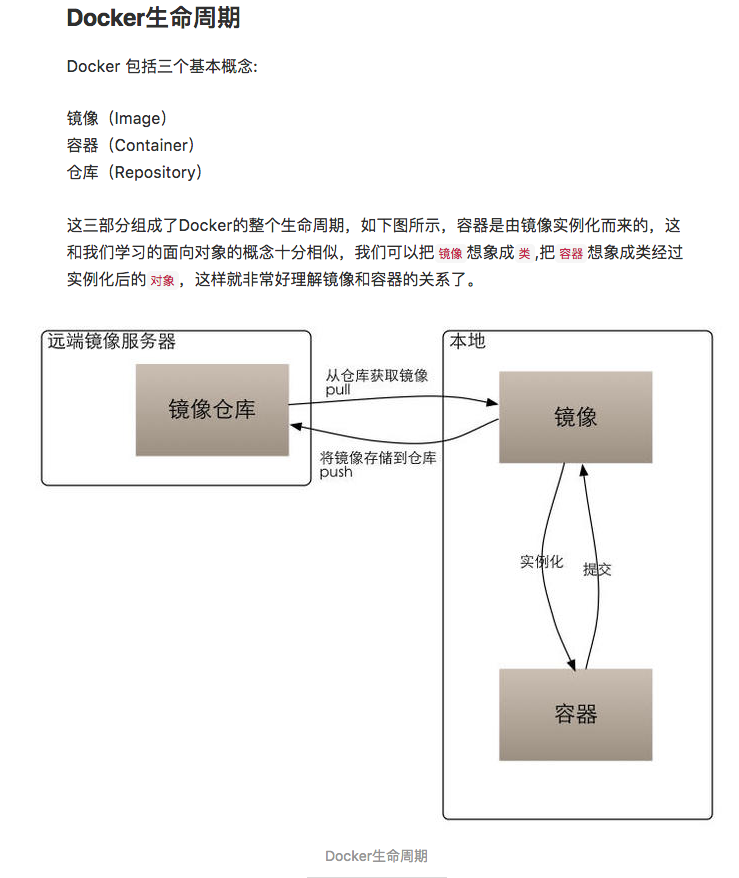 Docker生命周期
Docker 包括三个基本概念:
镜像（Image）
容器（Container）
仓库（Repository）
这三部分组成了Docker的整个生命周期，如下图所示，容器是由镜像实例化而来的，这
和我们学习的面向对象的概念十分相似，我们可以把 镜像 想象成 类 ,把 容器 想象成类经过
实例化后的 对象 ，这样就非常好理解镜像和容器的关系了。
远端镜像服务器
镜像仓库
从仓库获取镜像
pull
将镜像存储到仓库
push
本地
镜像
实例化
提交
容器
Docker生命周期